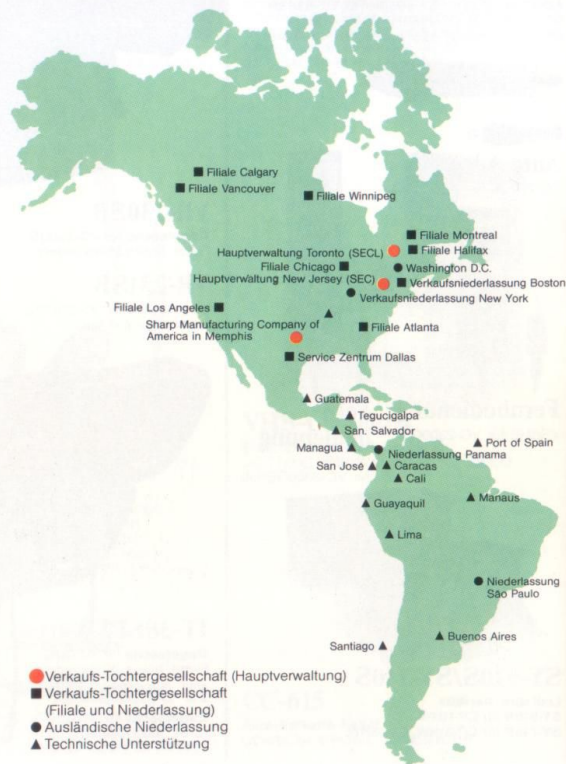 Filiale Calgary
Filiale Vancouver
Filiale Winnipeg
Filiale Montreal
Hauptverwaltung Toronto (SECL)
Filiale Halifax
Filiale Chicago
Washington D.C.
Hauptverwaltung New Jersey (SEC)
Verkaufsniederlassung Boston
Verkaufsniederlassung New York
Filiale Los Angeles
Sharp Manufacturing Company of
America in Memphis
Filiale Atlanta
Service Zentrum Dallas
Guatemala
Tegucigalpa
San. Salvador
Managua
Port of Spain
Niederlassung Panama
San José
Caracas
Cali
Guayaquil
Manaus
Lima
Niederlassung
São Paulo
Santiago
Buenos Aires
Verkaufs-Tochtergesellschaft (Hauptverwaltung)
Verkaufs-Tochtergesellschaft
(Filiale und Niederlassung)
Ausländische Niederlassung
Technische Unterstützung